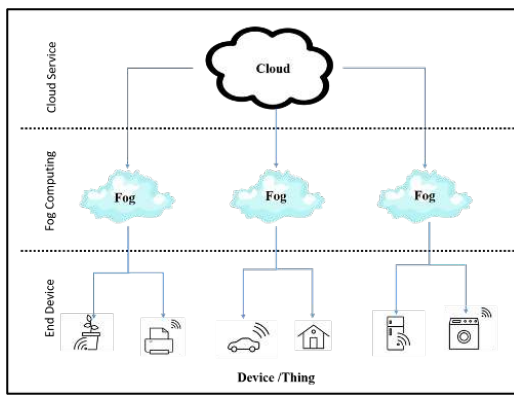 Cloud Service
Cloud
Fog Computing
Fog
Fog
Fog
End Device
Device /Thing